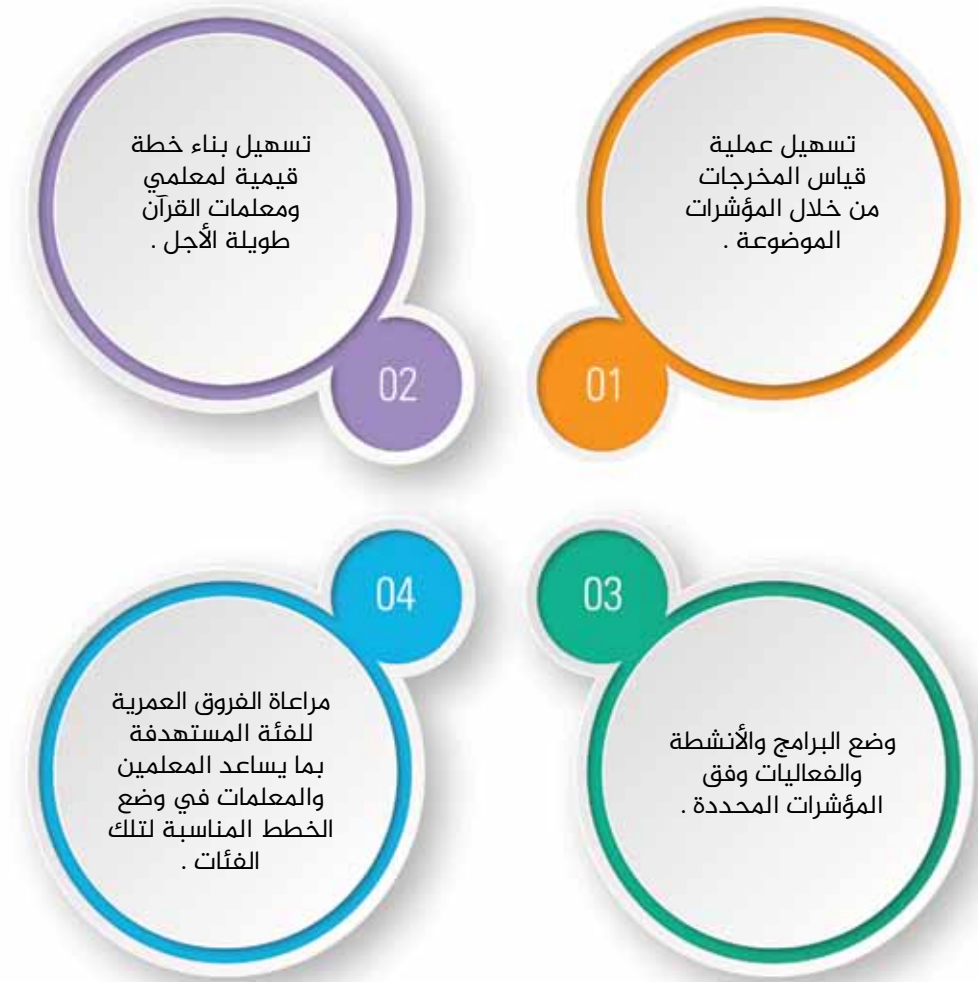 تسهيل عملية
قياس المخرجات
من خلال المؤشرات
الموضوعة .
01
تسهيل بناء خطة
قيمية لمعلمي
ومعلمات القرآن
طويلة الأجل .
02
03
وضع البرامج والأنشطة
والفعاليات وفق
المؤشرات المحددة .
04
مراعاة الفروق العمرية
للفئة المستهدفة
بما يساعد المعلمين
والمعلمات في وضع
الخطط المناسبة لتلك
الفئات .